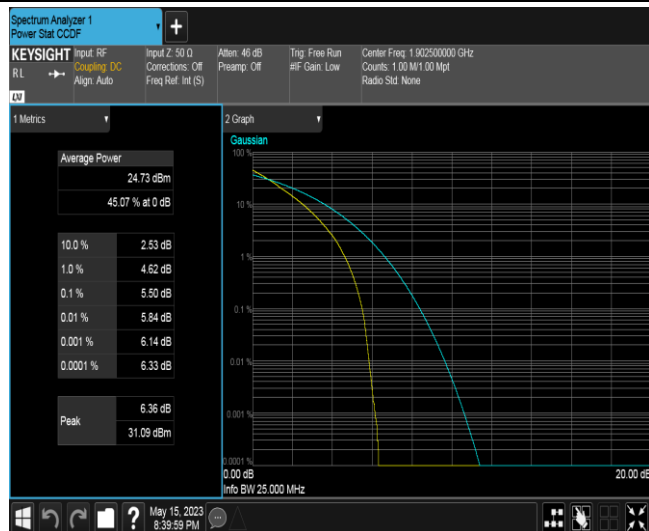 Spectrum Analyzer 1
Power Stat CCDF
+
KEYSIGHT
RL
Input: RF
Coupling: DC
Align: Auto
Input Z: 50 Ω
Corrections: Off
Freq Ref: Int (S)
Atten: 46 dB
Preamp: Off
Trig: Free Run
#IF Gain: Low
Center Freq: 1.902500000 GHz
Counts: 1.00 M/1.00 Mpt
Radio Std: None
1 Metrics
Average Power
24.73 dBm
45.07 % at 0 dB
10.0 % 2.53 dB
1.0 % 4.62 dB
0.1 % 5.50 dB
0.01 % 5.84 dB
0.001 % 6.14 dB
0.0001 % 6.33 dB
Peak
6.36 dB
31.09 dBm
2 Graph
Gaussian
100 %
10 %
1 %
0.1 %
0.01 %
0.001 %
0.0001 %
0.00 dB
20.00 dB
Info BW 25.000 MHz
?
May 15, 2023
8:39:59 PM